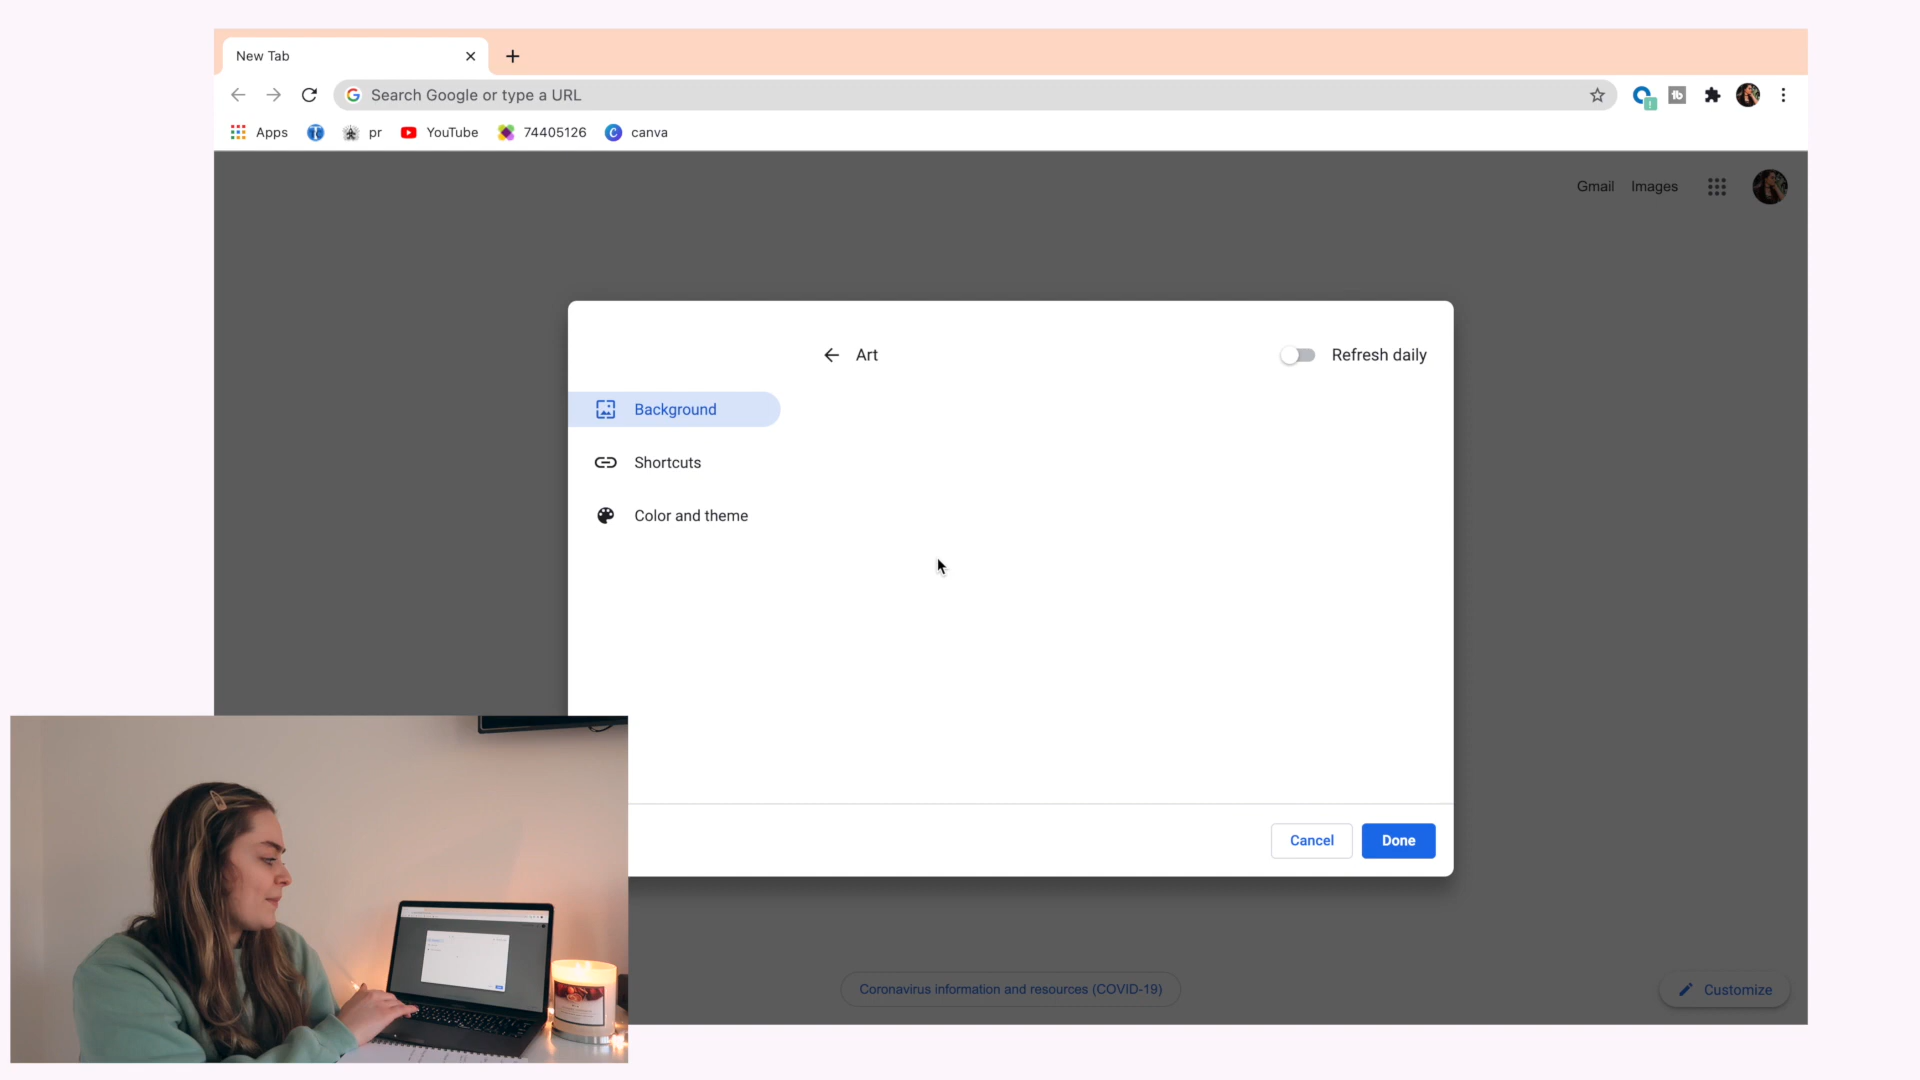 New Tab
Search Google or type a URL
Apps pr YouTube 74405126 canva
Gmail Images
Art Refresh daily
Background
Shortcuts
Color and theme
Cancel Done
Coronavirus information and resources (COVID-19)
Customize